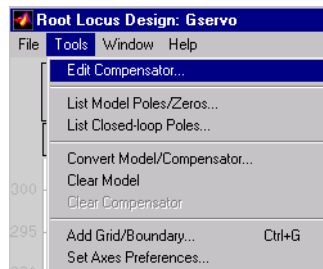 Root Locus Design: Gservo
File Tools Window Help
Edit Compensator...
List Model Poles/Zeros...
List Closed-loop Poles...
Convert Model/Compensator...
Clear Model
Clear Compensator
Add Grid/Boundary... Ctrl+G
Set Axes Preferences...
300
295